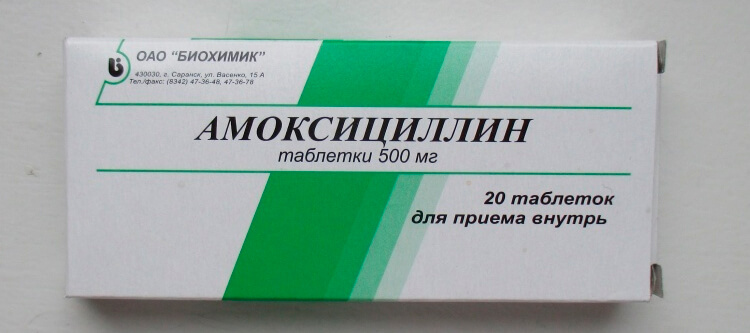 ОАО "БИОХИМИК"
430030, г. Саранск, ул. Васенко, 15 А
Тел./факс: (8342) 47-36-48, 47-36-78
АМОКСИЦИЛЛИН
таблетки 500 мг
20 таблеток
для приема внутрь